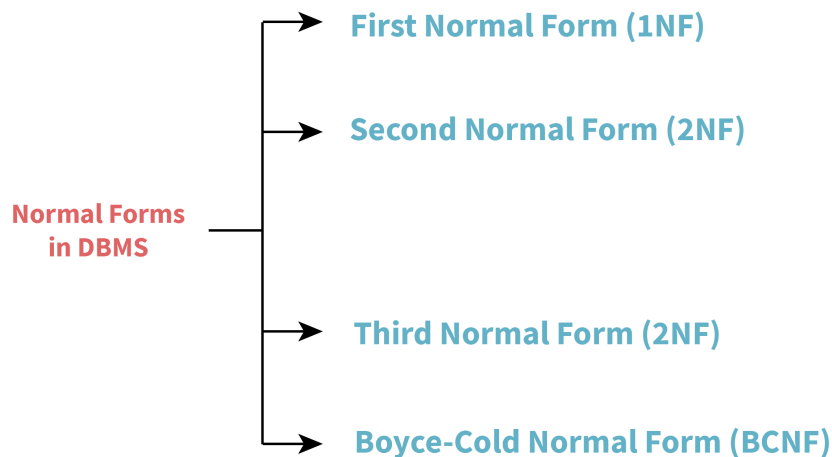 First Normal Form (1NF)
Second Normal Form (2NF)
Normal Forms
in DBMS
Third Normal Form (2NF)
Boyce-Cold Normal Form (BCNF)